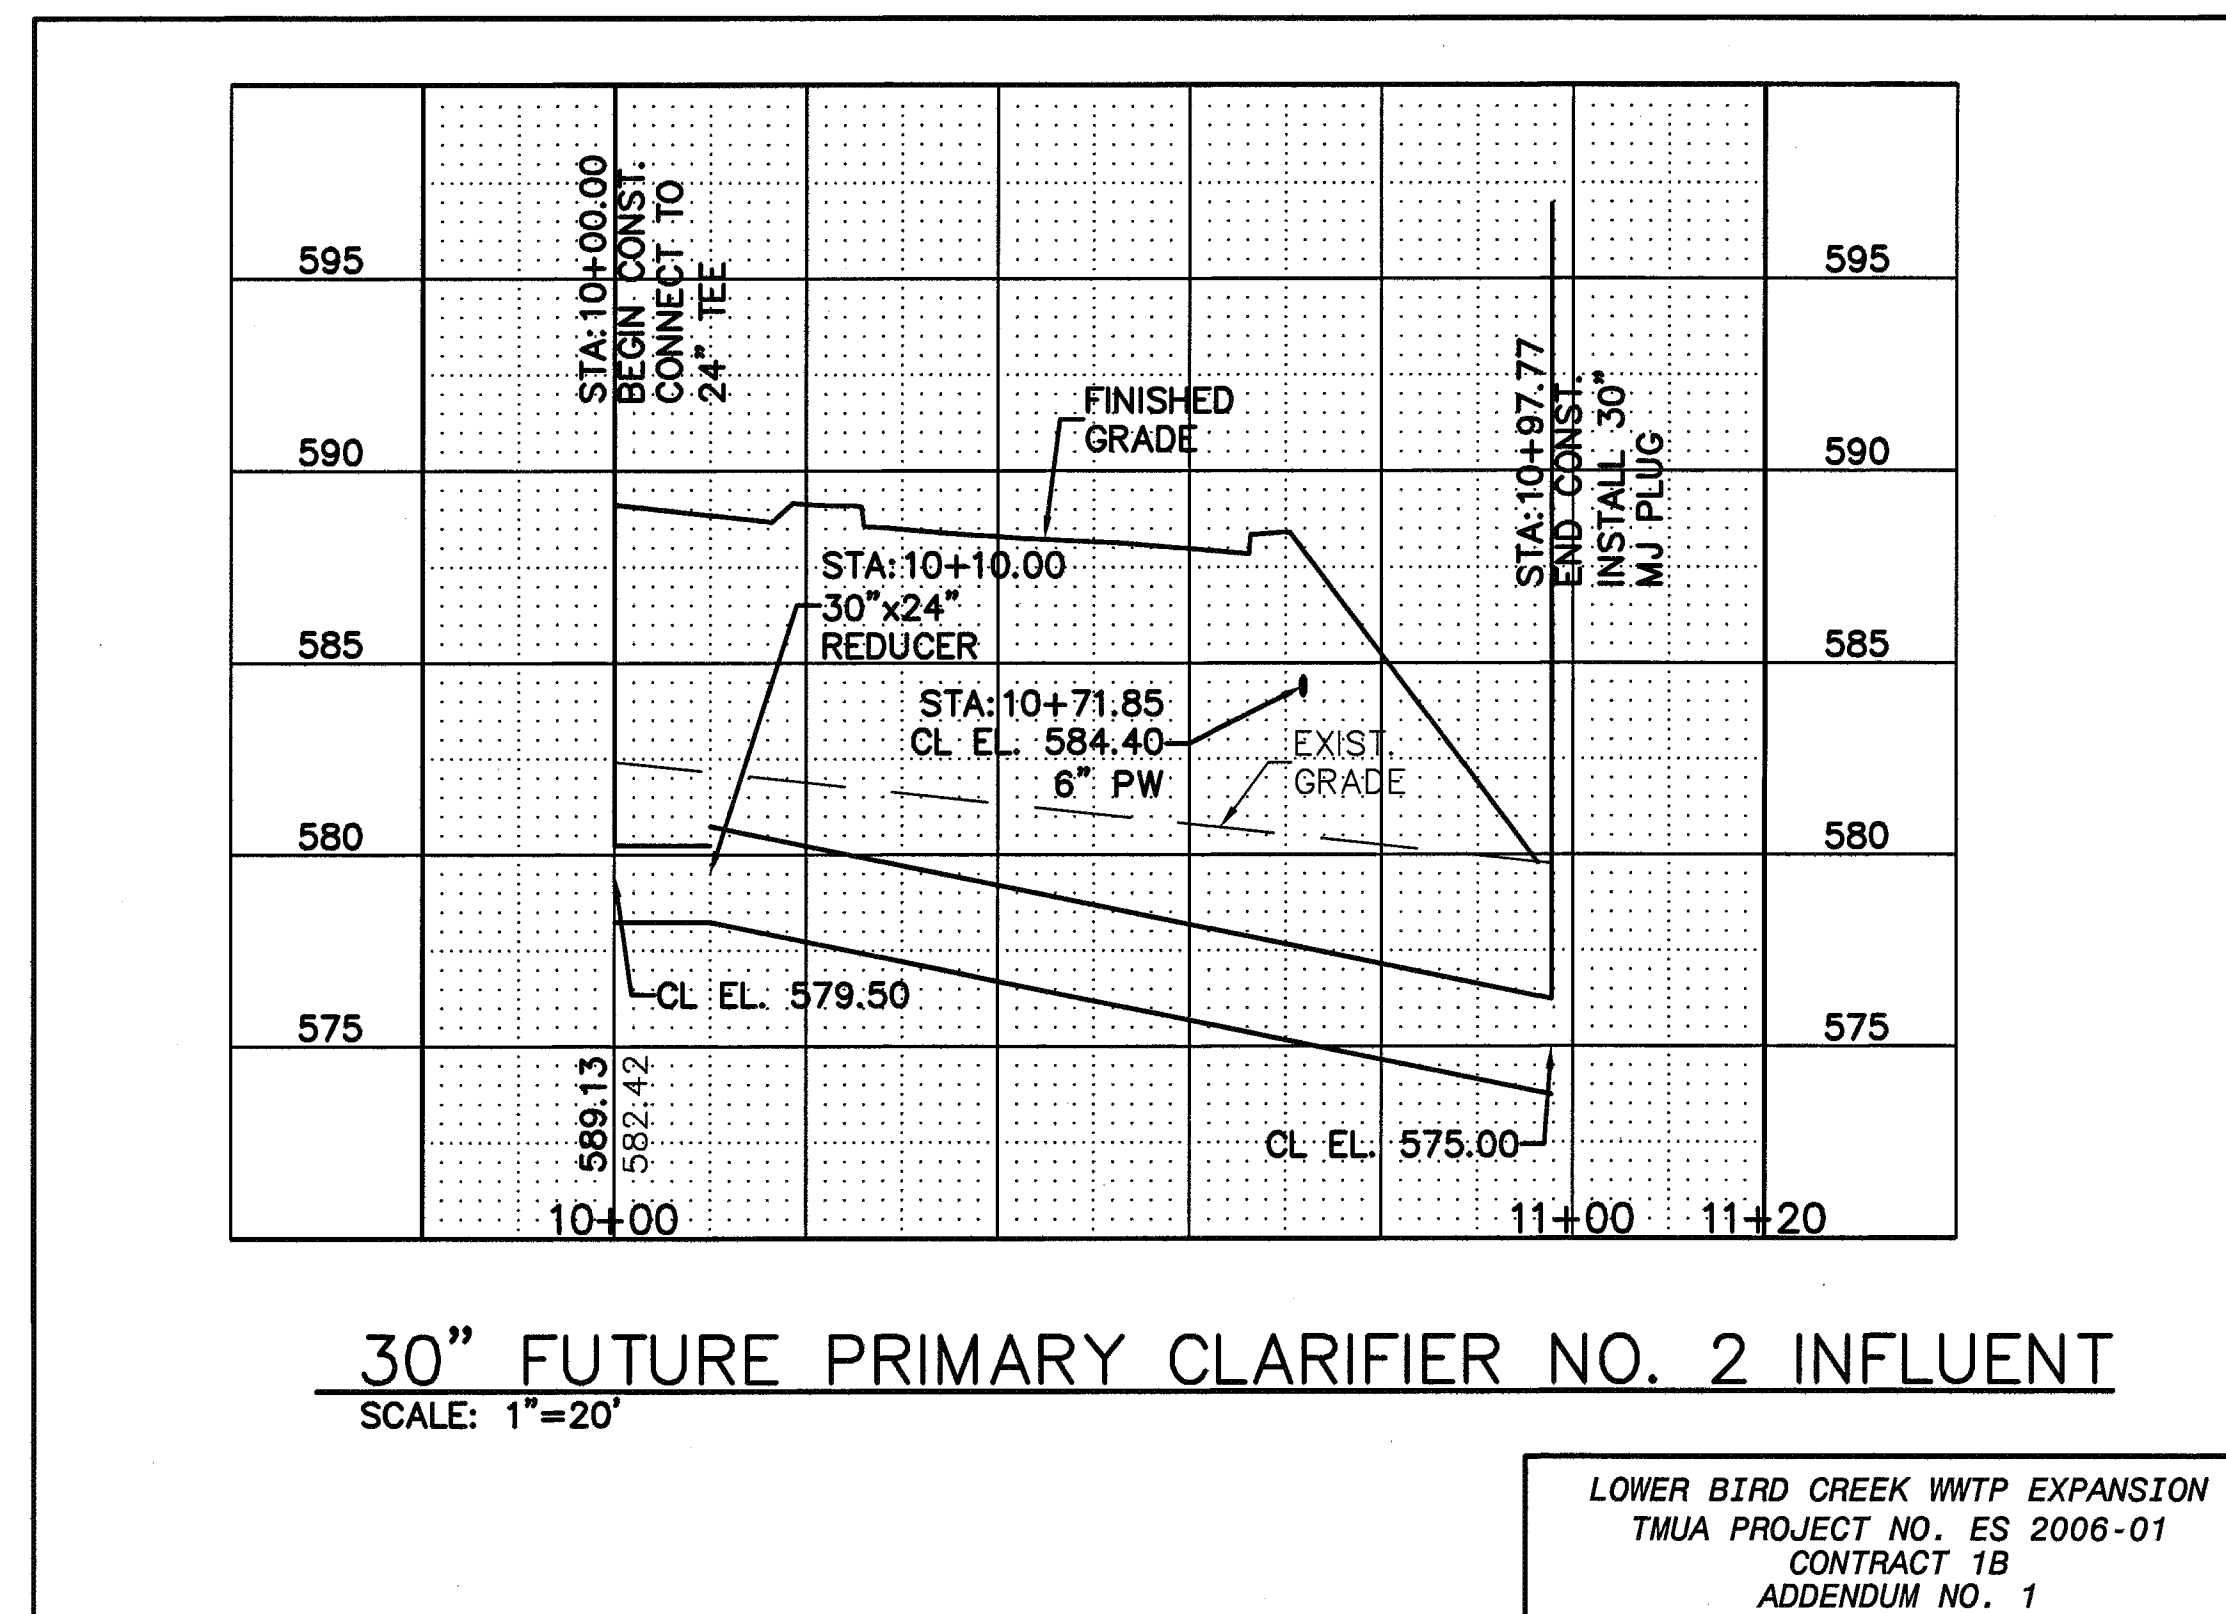 STA:10+00.00
BEGIN CONST.
CONNECT TO
24" TEE
595
595
FINISHED
GRADE
STA:10+97.77
END CONST.
INSTALL 30"
MJ PLUG
590
590
STA:10+10.00
30"x24"
REDUCER
585
585
STA:10+71.85
CL EL. 584.40
6" PW
EXIST.
GRADE
580
580
CL EL. 579.50
575
575
589.13
582.42
CL EL. 575.00
10+00
11+00
11+20
30" FUTURE PRIMARY CLARIFIER NO. 2 INFLUENT
SCALE: 1"=20'
LOWER BIRD CREEK WWTP EXPANSION
TMUA PROJECT NO. ES 2006-01
CONTRACT 1B
ADDENDUM NO. 1